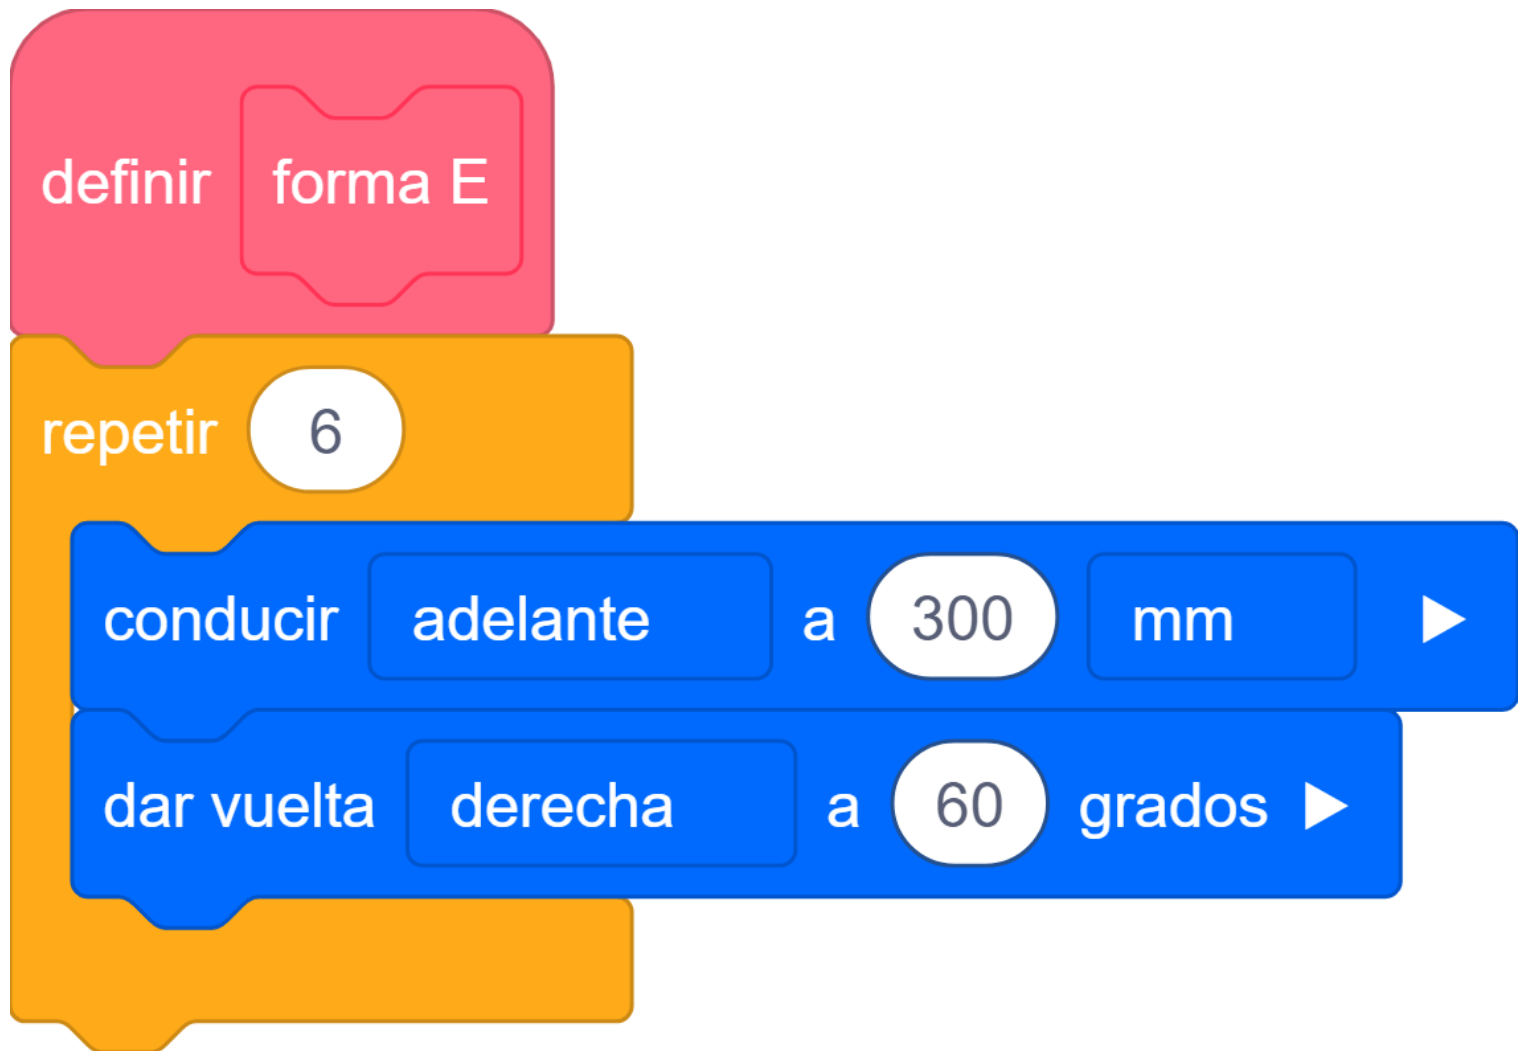 definir forma E
repetir 6
conducir adelante a 300 mm
dar vuelta derecha a 60 grados